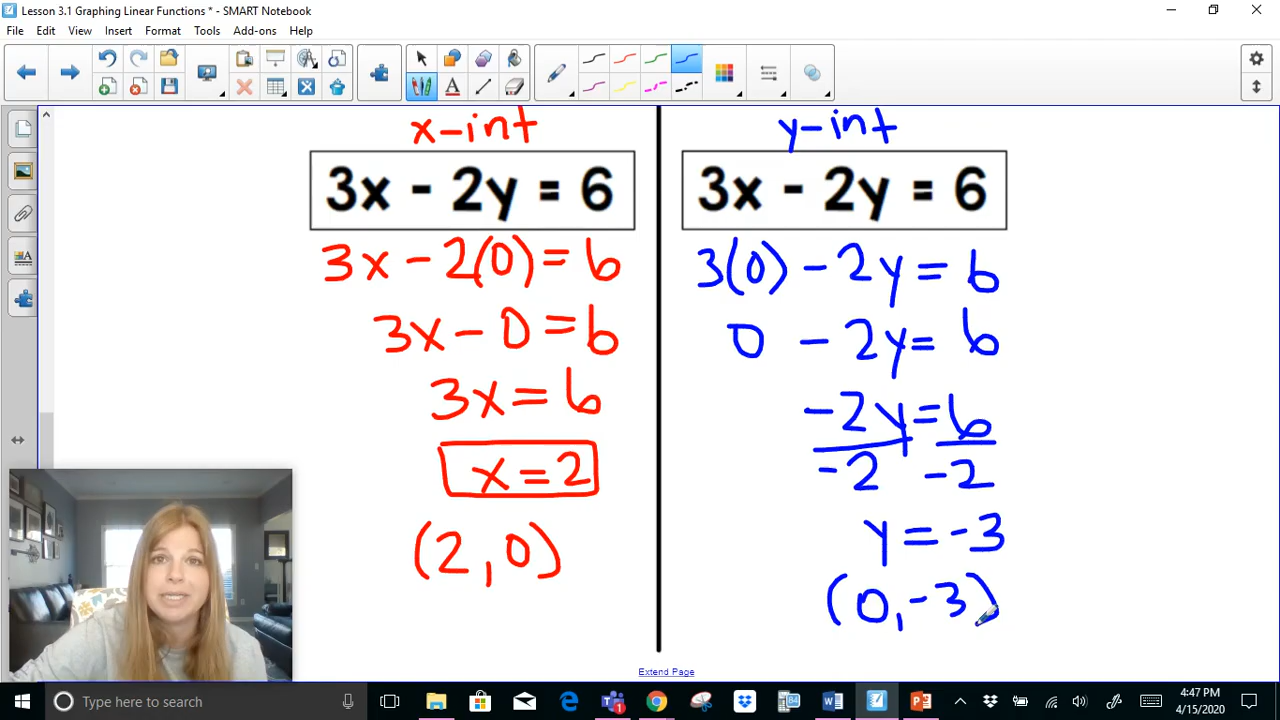 Lesson 3.1 Graphing Linear Functions * - SMART Notebook
File Edit View Insert Format Tools Add-ons Help
x-int
3x - 2y = 6
3x - 2(0) = 6
3x - 0 = 6
3x = 6
x = 2
(2, 0)
y-int
3x - 2y = 6
3(0) - 2y = 6
0 - 2y = 6
-2y = 6
-2 -2
y = -3
(0, -3)
Extend Page
Type here to search
4:47 PM
4/15/2020